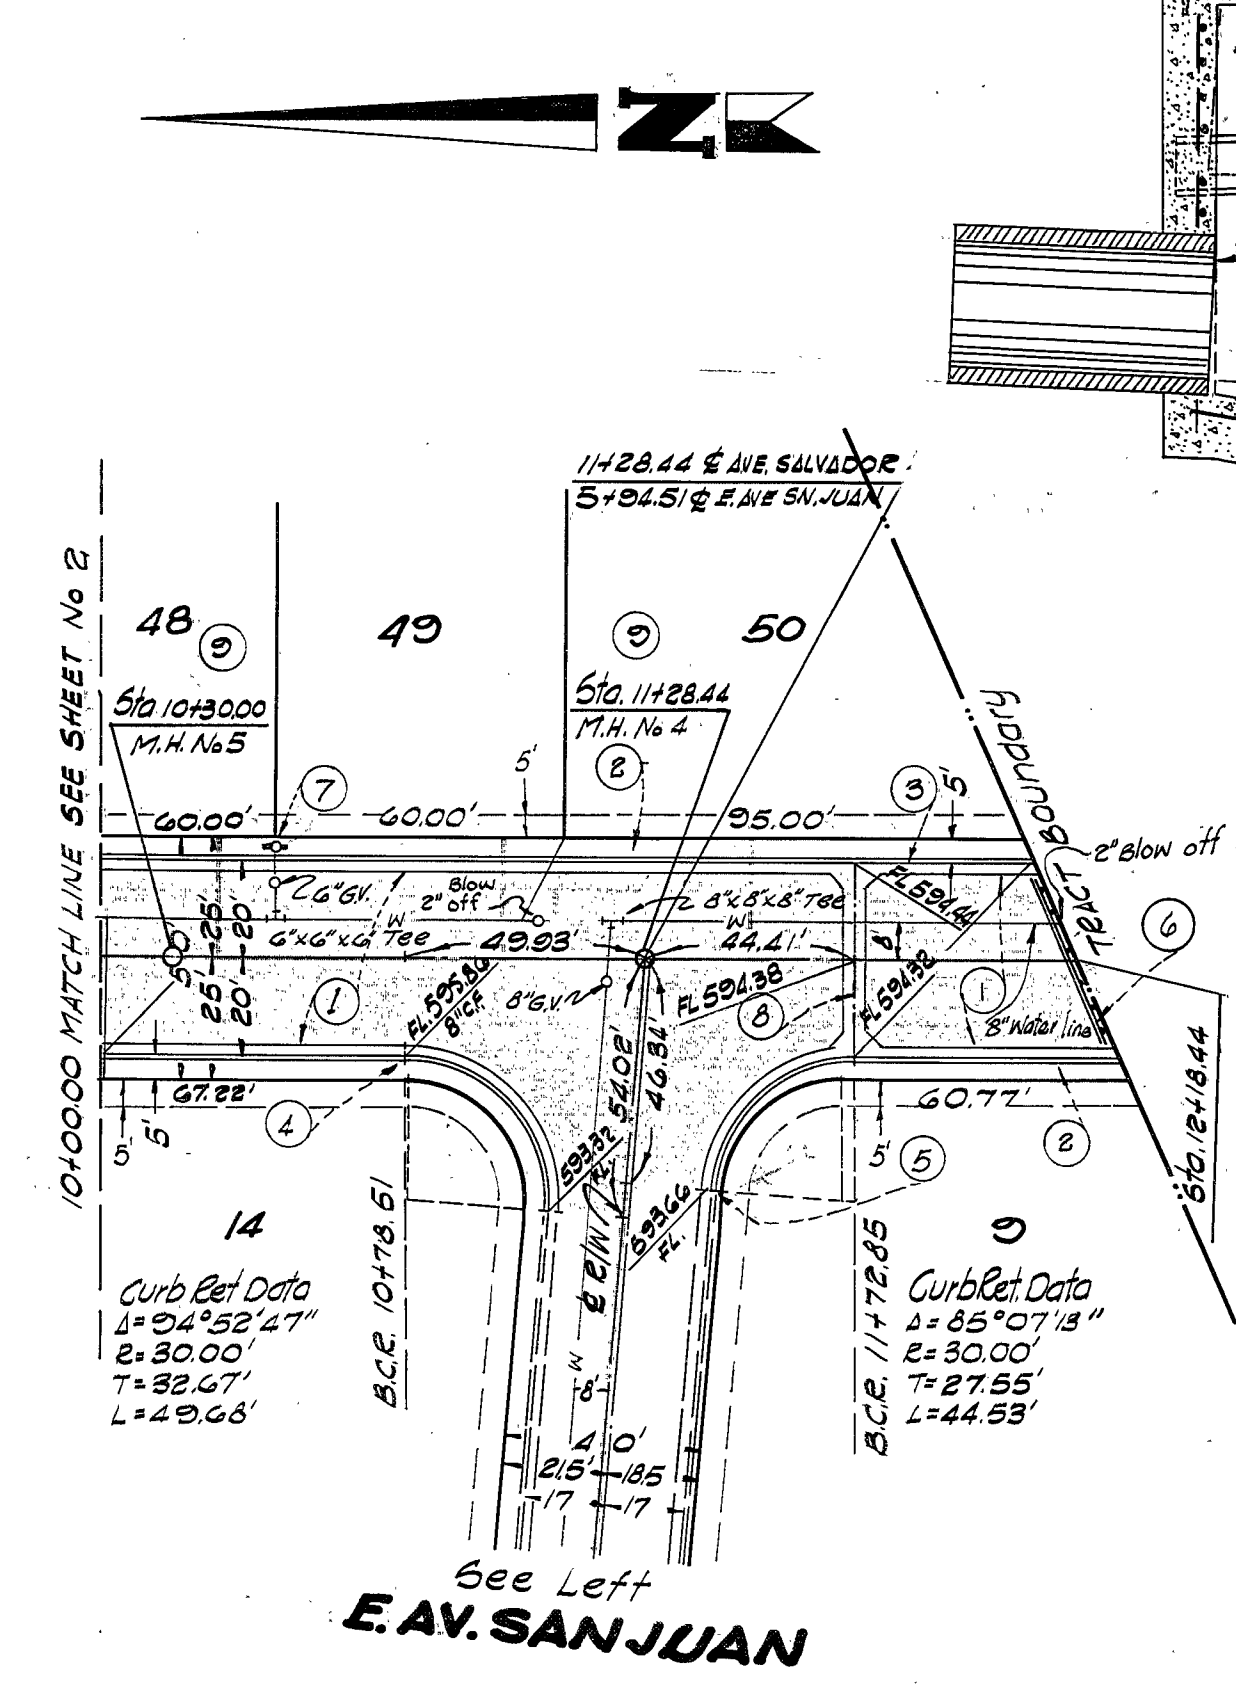 N
11+28.44 ℄ AVE. SALVADOR
5+94.51 ℄ E. AVE SN. JUAN
10+00.00 MATCH LINE SEE SHEET No 2
48
9
49
9
50
Sta. 10+30.00
M.H. No 5
Sta. 11+28.44
M.H. No 4
TRACT BOUNDARY
7
5'
2
3
5'
60.00'
60.00'
95.00'
2" Blow off
6" G.V.
Blow
2" off
8"x8"x8" Tee
FL 594.44
W
W
6"x6"x6" Tee
49.93'
44.41'
8'
6
5'
25'
25'
20'
20'
1
FL. 595.80
8" C.F.
8" G.V.
FL 594.38
8
FL 594.32
1
8" Water line
54.02'
46.34'
67.22'
60.77'
4
5'
5'
5'
5
2
Sta. 12+18.44
593.32
FL.
593.66
FL.
℄ R/W
14
B.C.R. 10+78.51
B.C.R. 11+72.85
9
Curb Ret Data
Δ=94°52'47"
R=30.00'
T=32.67'
L=49.68'
Curb Ret. Data
Δ=85°07'13"
R=30.00'
T=27.55'
L=44.53'
W
8'
40'
21.5' 18.5
17 17
See Left
E. AV. SAN JUAN